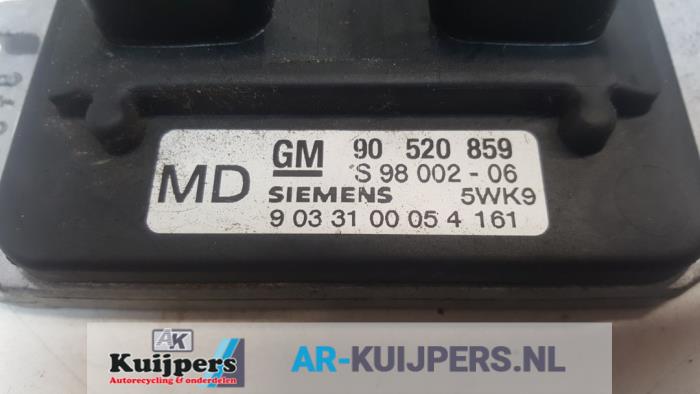 MD
GM 90 520 859
S 98 002 - 06
SIEMENS 5WK9
9 03 31 00 05 4 161
AK
Kuijpers
Autorecycling & onderdelen
AR-KUIJPERS.NL